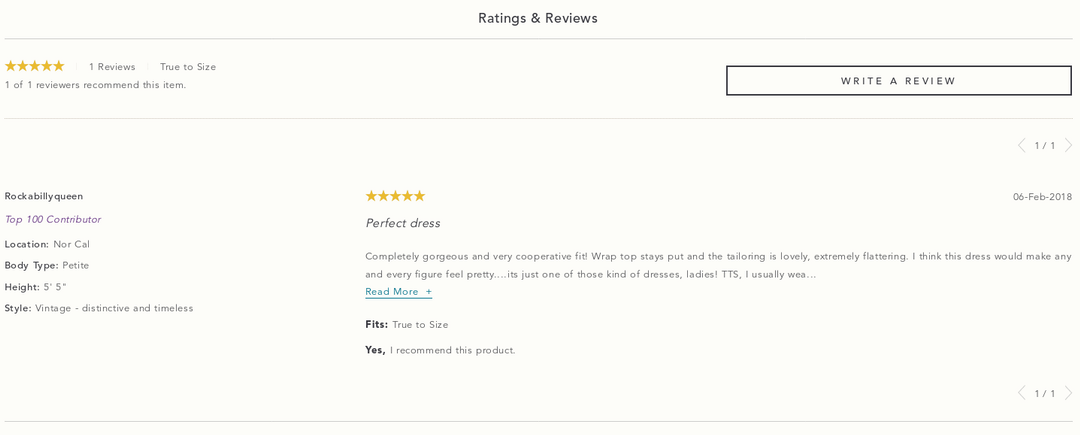 Ratings & Reviews
1 Reviews True to Size
1 of 1 reviewers recommend this item.
WRITE A REVIEW
1 / 1
Rockabillyqueen
Top 100 Contributor
Location: Nor Cal
Body Type: Petite
Height: 5' 5"
Style: Vintage - distinctive and timeless
06-Feb-2018
Perfect dress
Completely gorgeous and very cooperative fit! Wrap top stays put and the tailoring is lovely, extremely flattering. I think this dress would make any
and every figure feel pretty....its just one of those kind of dresses, ladies! TTS, I usually wea...
Read More +
Fits: True to Size
Yes, I recommend this product.
1 / 1